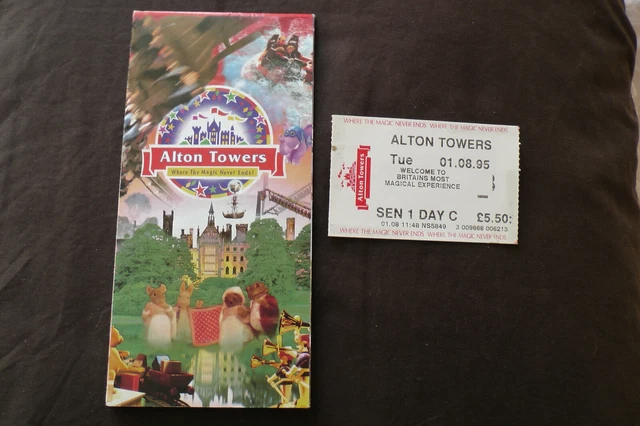 Alton Towers
Where The Magic Never Ends!
WHERE THE MAGIC NEVER ENDS. WHERE THE MAGIC NEVER ENDS.
ALTON TOWERS
Tue 01.08.95
WELCOME TO
BRITAINS MOST
MAGICAL EXPERIENCE
Alton Towers
SEN 1 DAY C £5.50:
01.08 11:48 NS5849 3 009868 006213
WHERE THE MAGIC NEVER ENDS. WHERE THE MAGIC NEVER ENDS.